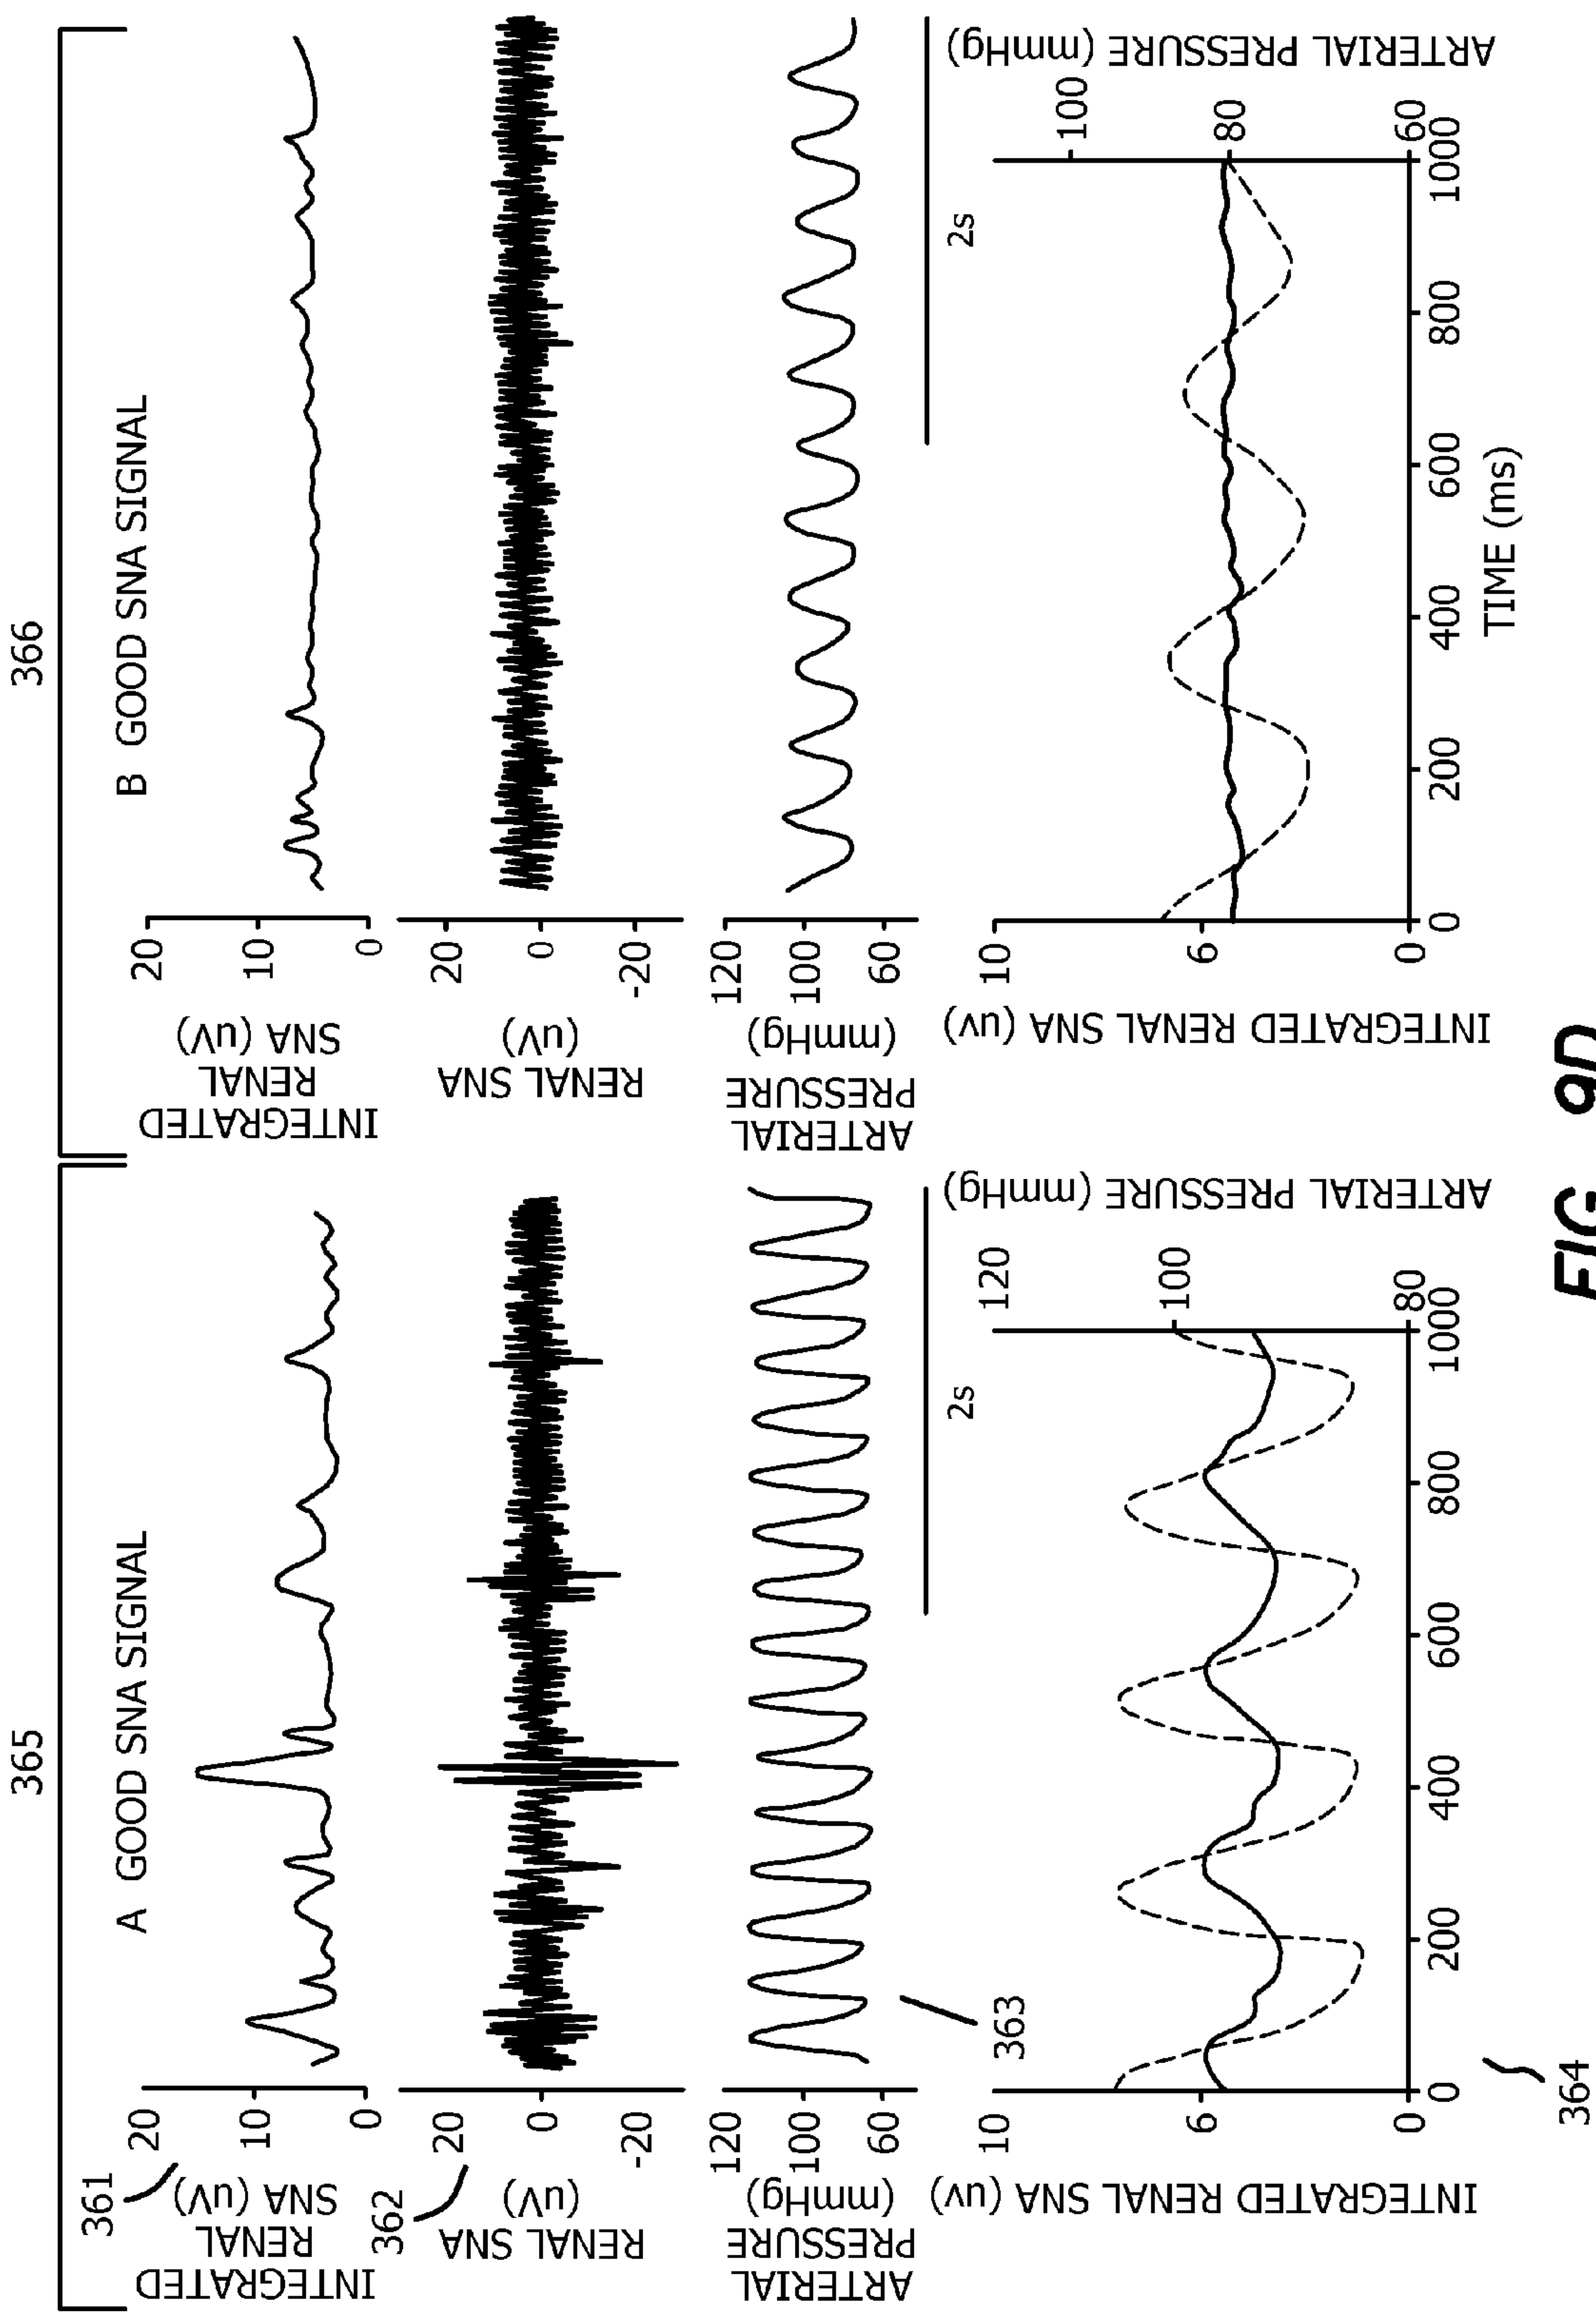 365
A GOOD SNA SIGNAL
361
INTEGRATED
RENAL
SNA (uv)
20
10
0
362
RENAL SNA
(uv)
20
0
-20
ARTERIAL
PRESSURE
(mmHg)
120
100
60
363
2s
INTEGRATED RENAL SNA (uv)
10
6
0
ARTERIAL PRESSURE (mmHg)
120
100
80
0
200
400
600
800
1000
364
366
B GOOD SNA SIGNAL
INTEGRATED
RENAL
SNA (uv)
20
10
0
RENAL SNA
(uv)
20
0
-20
ARTERIAL
PRESSURE
(mmHg)
120
100
60
2s
INTEGRATED RENAL SNA (uv)
10
6
0
ARTERIAL PRESSURE (mmHg)
100
80
60
0
200
400
600
800
1000
TIME (ms)
FIG. 9D